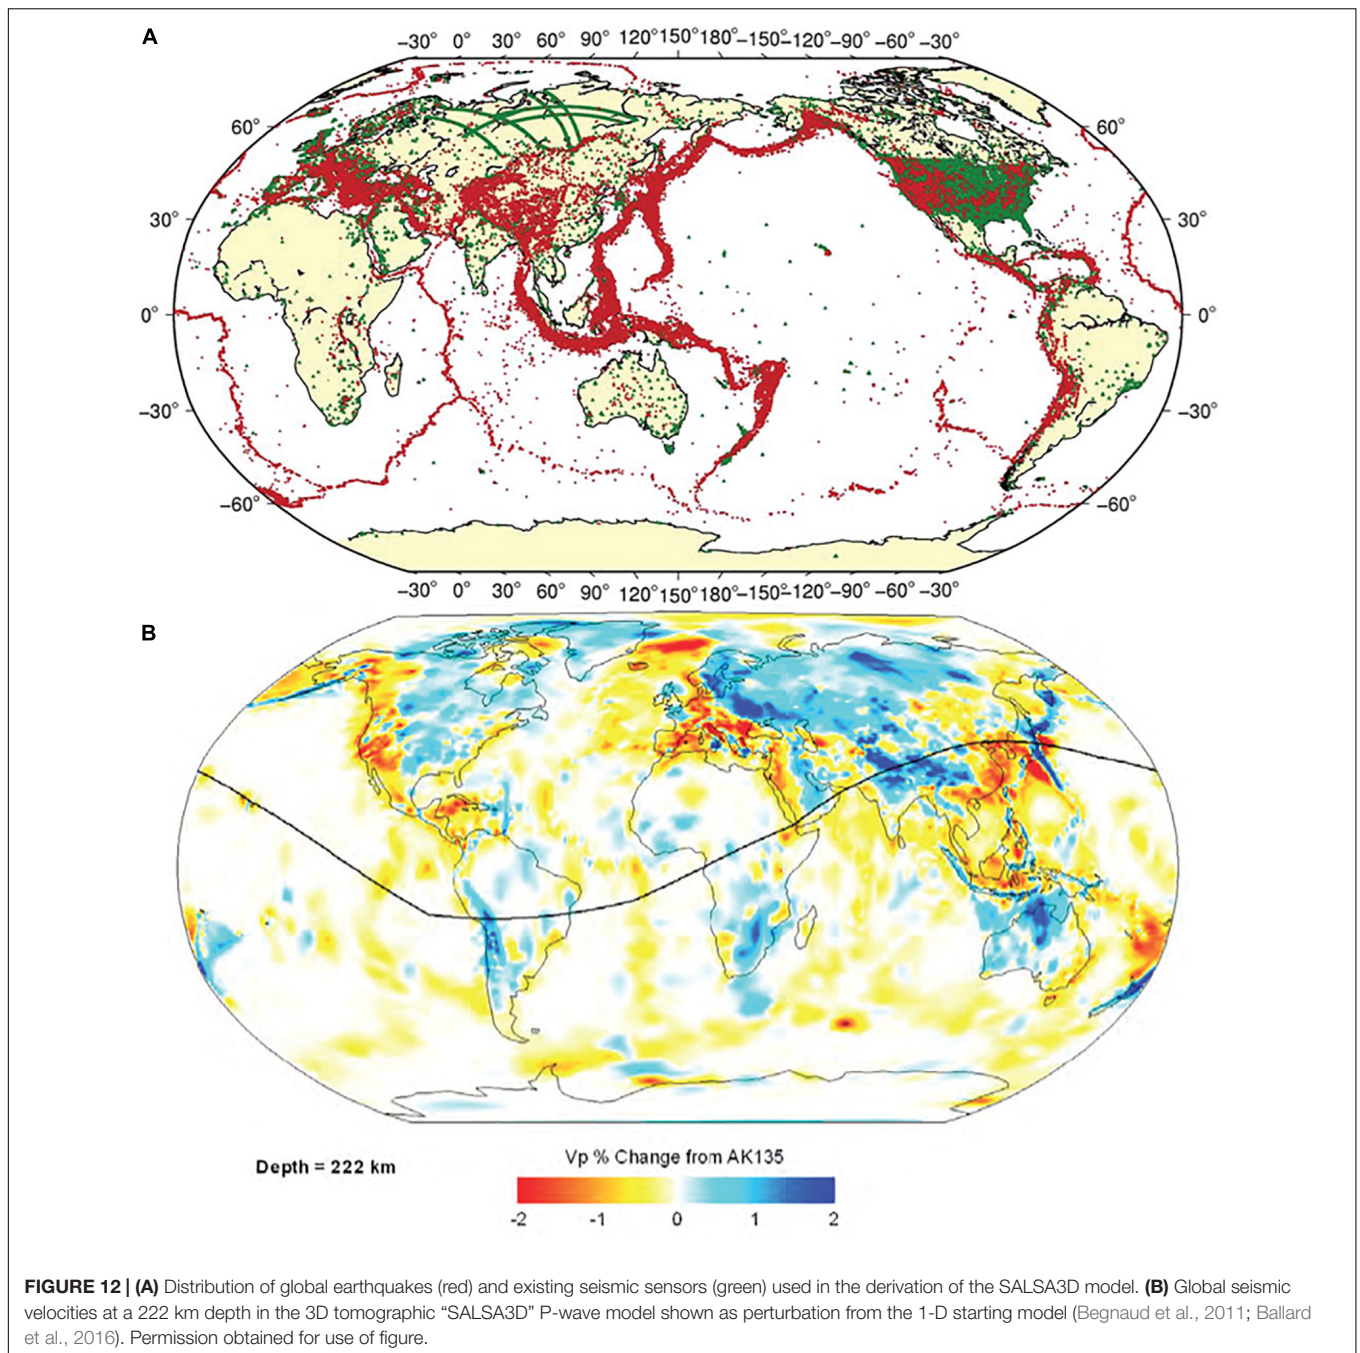 A
−30° 0° 30° 60° 90° 120° 150° 180° −150° −120° −90° −60° −30°
60° 60°
30° 30°
0° 0°
−30° −30°
−60° −60°
−30° 0° 30° 60° 90° 120° 150° 180° −150° −120° −90° −60° −30°
B
Depth = 222 km
Vp % Change from AK135
-2 -1 0 1 2
FIGURE 12 | (A) Distribution of global earthquakes (red) and existing seismic sensors (green) used in the derivation of the SALSA3D model. (B) Global seismic
velocities at a 222 km depth in the 3D tomographic “SALSA3D” P-wave model shown as perturbation from the 1-D starting model (Begnaud et al., 2011; Ballard
et al., 2016). Permission obtained for use of figure.